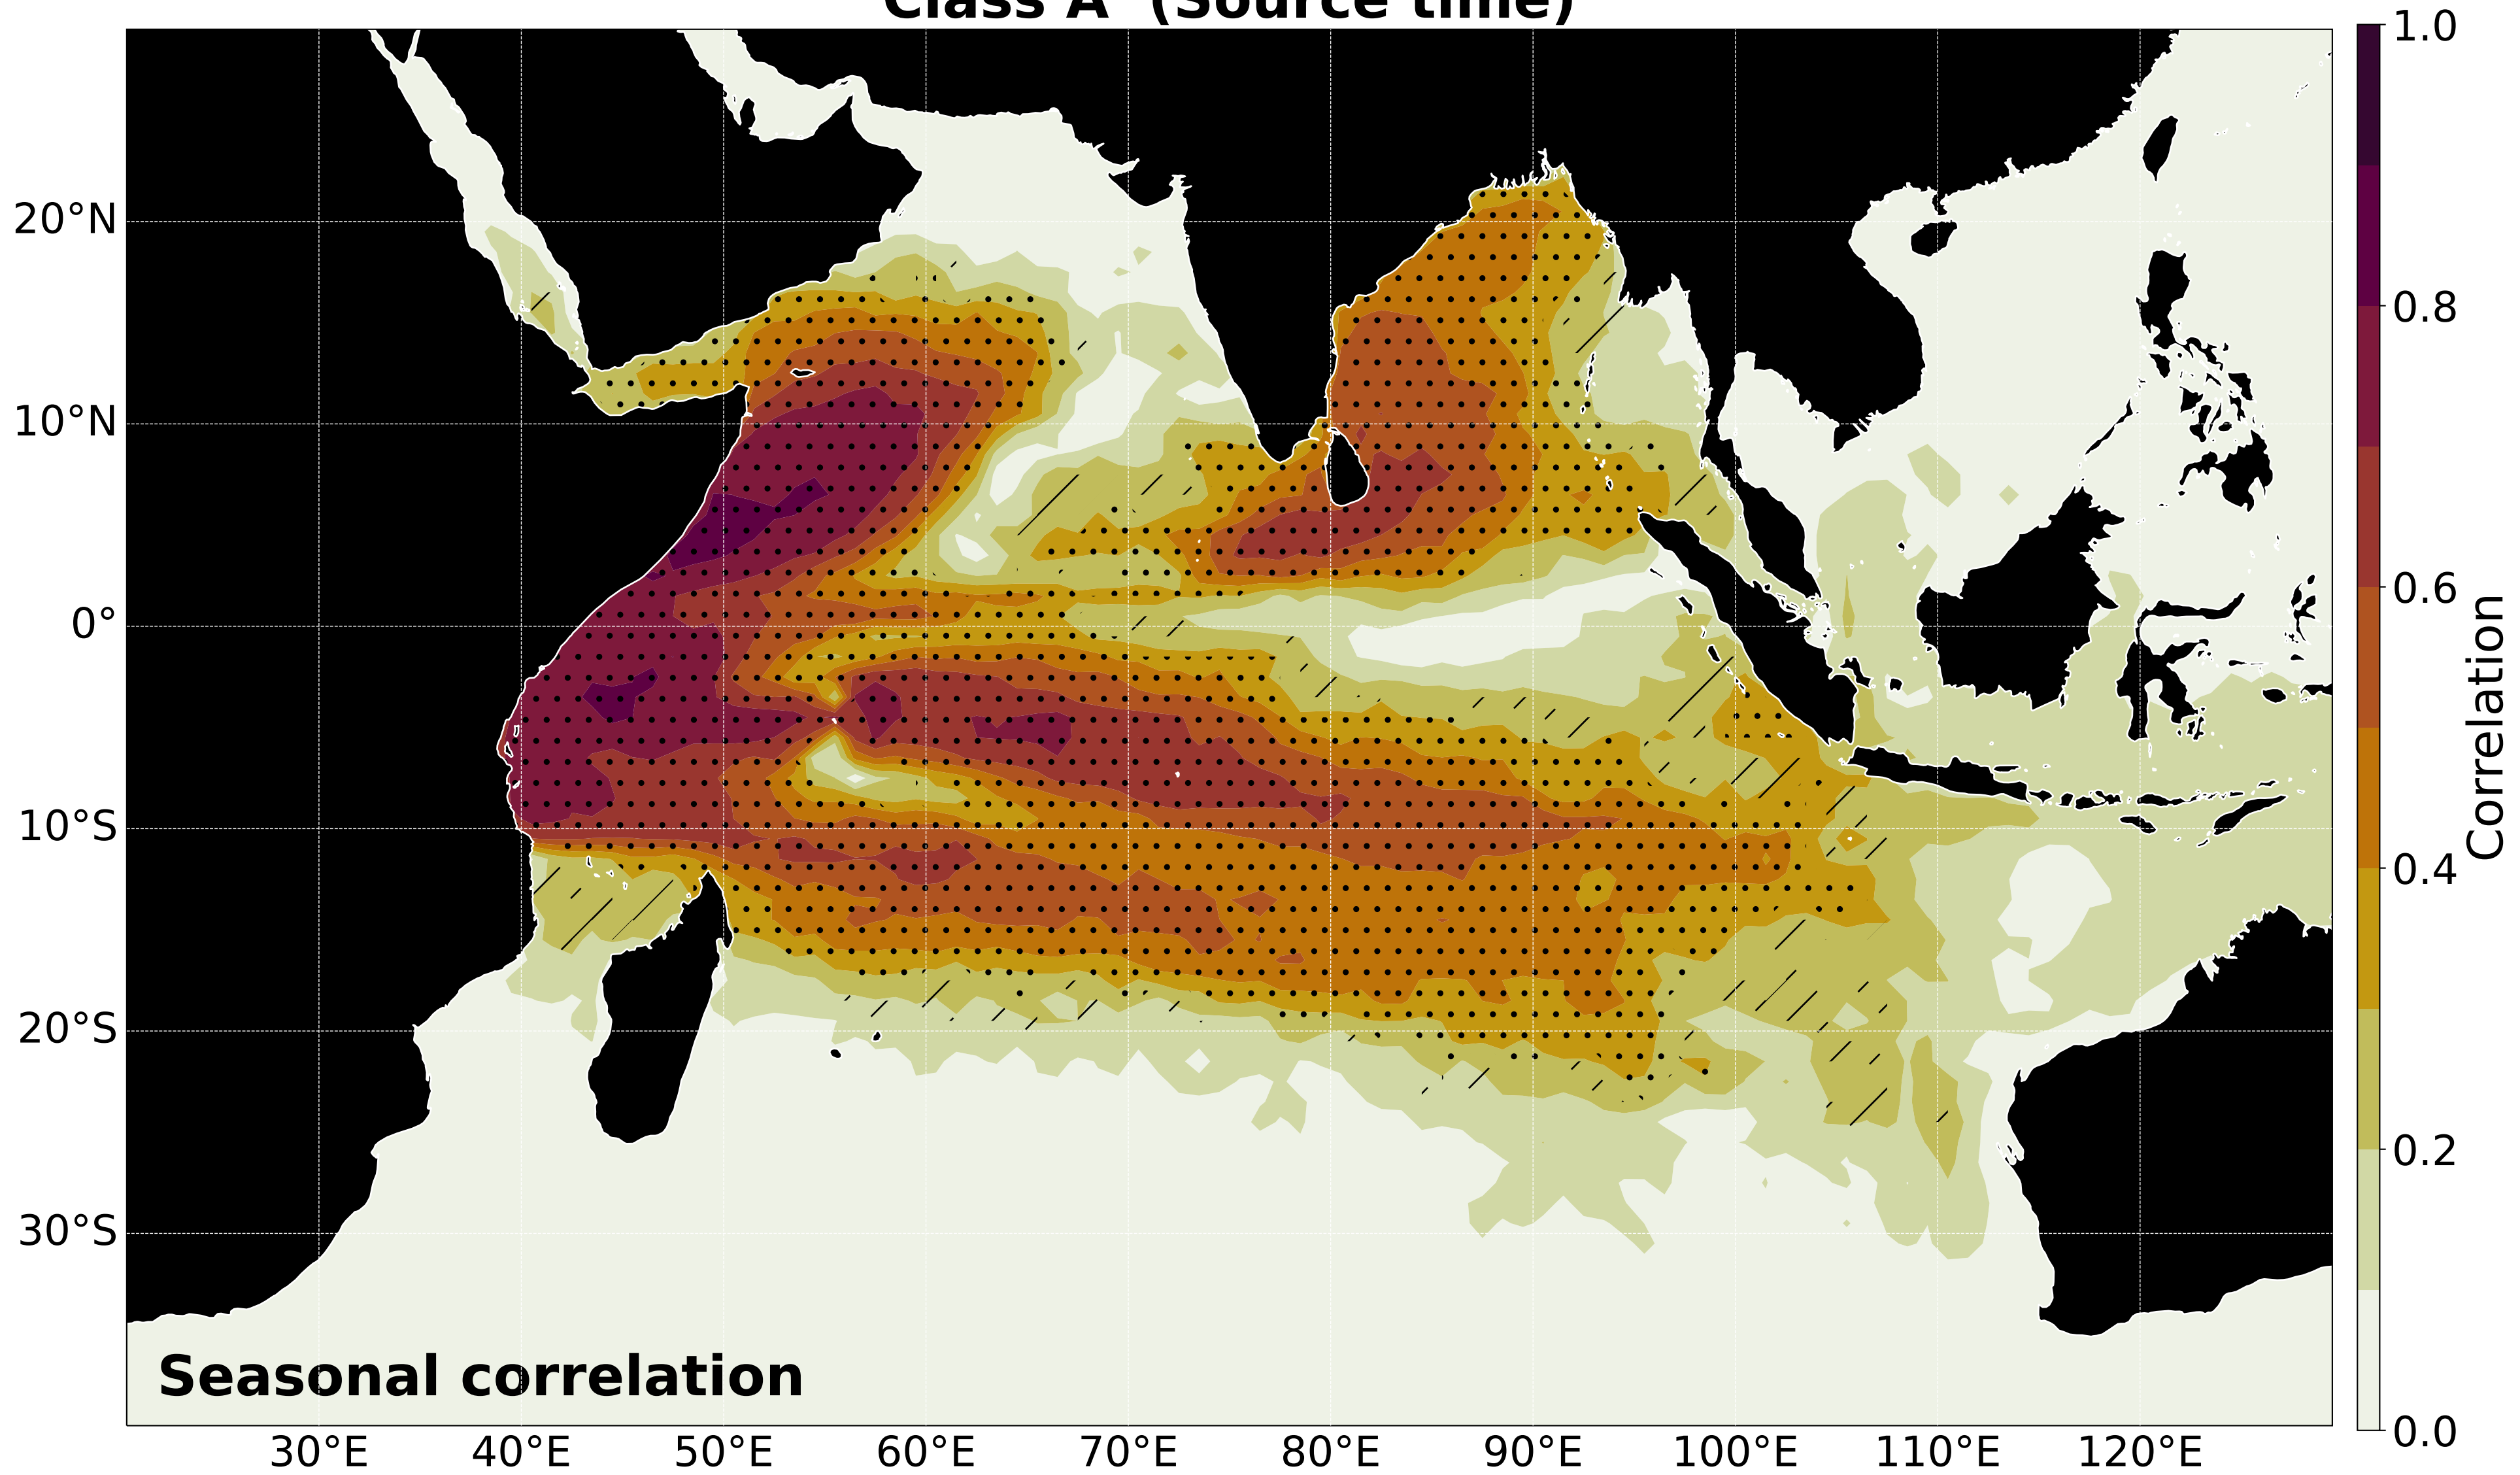 Class A (Source time)
1.0
20°N
0.8
10°N
0.6
0°
Correlation
10°S
0.4
20°S
0.2
30°S
Seasonal correlation
0.0
30°E 40°E 50°E 60°E 70°E 80°E 90°E 100°E 110°E 120°E